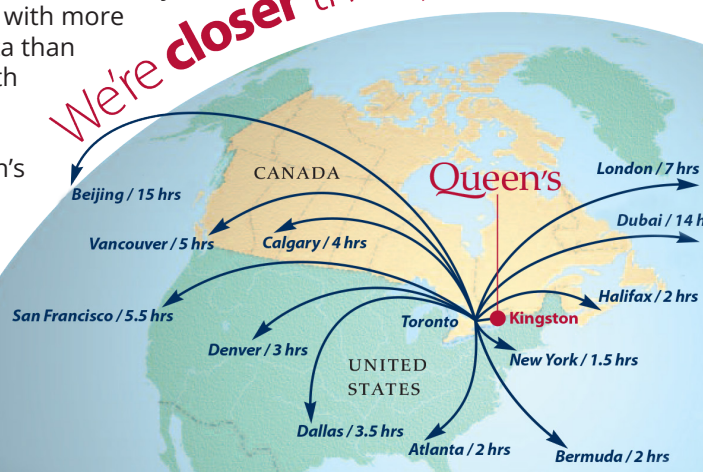 with more
a than
th
n's
We're closer
CANADA
Queen's
London / 7 hrs
Beijing / 15 hrs
Dubai / 14 h
Vancouver / 5 hrs
Calgary / 4 hrs
Halifax / 2 hrs
San Francisco / 5.5 hrs
Toronto
Kingston
Denver / 3 hrs
New York / 1.5 hrs
UNITED
STATES
Dallas / 3.5 hrs
Atlanta / 2 hrs
Bermuda / 2 hrs